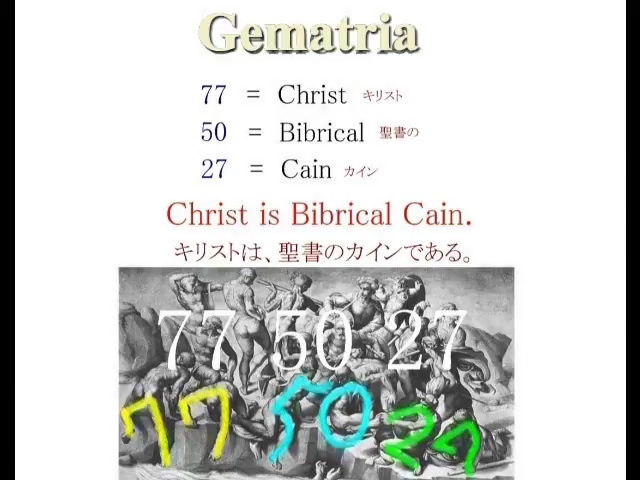 Gematria
77 = Christ キリスト
50 = Bibrical 聖書の
27 = Cain カイン
Christ is Bibrical Cain.
キリストは、聖書のカインである。
77 50 27
77 50 27